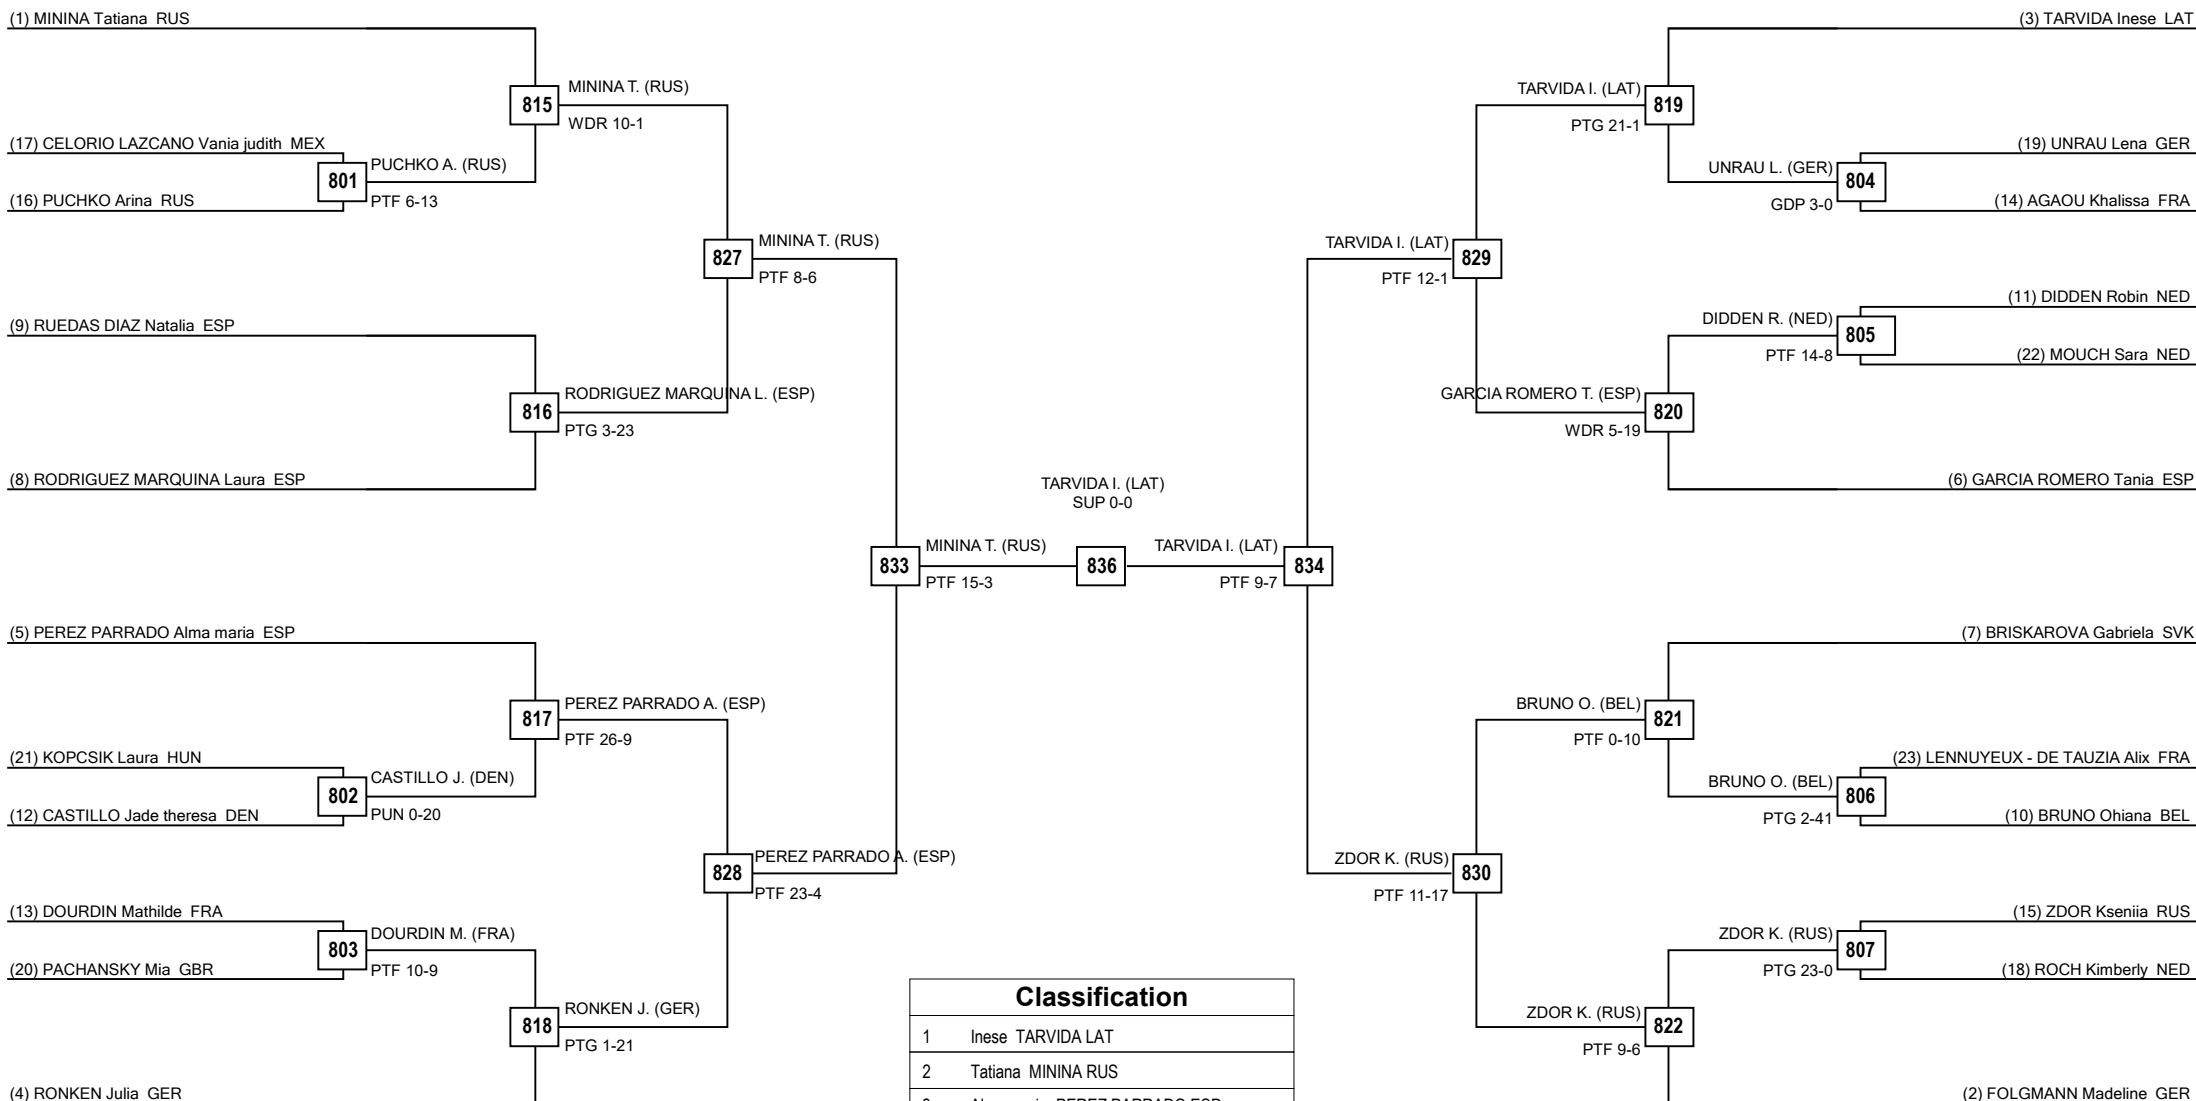 (1) MININA Tatiana RUS
(3) TARVIDA Inese LAT
MININA T. (RUS)
815
WDR 10-1
TARVIDA I. (LAT)
819
PTG 21-1
(17) CELORIO LAZCANO Vania judith MEX
801
PUCHKO A. (RUS)
PTF 6-13
(16) PUCHKO Arina RUS
(19) UNRAU Lena GER
UNRAU L. (GER)
804
GDP 3-0
(14) AGAOU Khalissa FRA
MININA T. (RUS)
827
PTF 8-6
TARVIDA I. (LAT)
829
PTF 12-1
(9) RUEDAS DIAZ Natalia ESP
(11) DIDDEN Robin NED
DIDDEN R. (NED)
805
PTF 14-8
(22) MOUCH Sara NED
RODRIGUEZ MARQUINA L. (ESP)
816
PTG 3-23
GARCIA ROMERO T. (ESP)
820
WDR 5-19
(8) RODRIGUEZ MARQUINA Laura ESP
(6) GARCIA ROMERO Tania ESP
TARVIDA I. (LAT)
SUP 0-0
833
MININA T. (RUS)
PTF 15-3
836
TARVIDA I. (LAT)
834
PTF 9-7
(5) PEREZ PARRADO Alma maria ESP
(7) BRISKAROVA Gabriela SVK
PEREZ PARRADO A. (ESP)
817
PTF 26-9
BRUNO O. (BEL)
821
PTF 0-10
(21) KOPCSIK Laura HUN
802
CASTILLO J. (DEN)
PUN 0-20
(12) CASTILLO Jade theresa DEN
(23) LENNUYEUX - DE TAUZIA Alix FRA
BRUNO O. (BEL)
806
PTG 2-41
(10) BRUNO Ohiana BEL
828
PEREZ PARRADO A. (ESP)
PTF 23-4
ZDOR K. (RUS)
830
PTF 11-17
(13) DOURDIN Mathilde FRA
803
DOURDIN M. (FRA)
PTF 10-9
(20) PACHANSKY Mia GBR
(15) ZDOR Kseniia RUS
ZDOR K. (RUS)
807
PTG 23-0
(18) ROCH Kimberly NED
818
RONKEN J. (GER)
PTG 1-21
ZDOR K. (RUS)
822
PTF 9-6
Classification
1 Inese TARVIDA LAT
2 Tatiana MININA RUS
(4) RONKEN Julia GER
(2) FOLGMANN Madeline GER